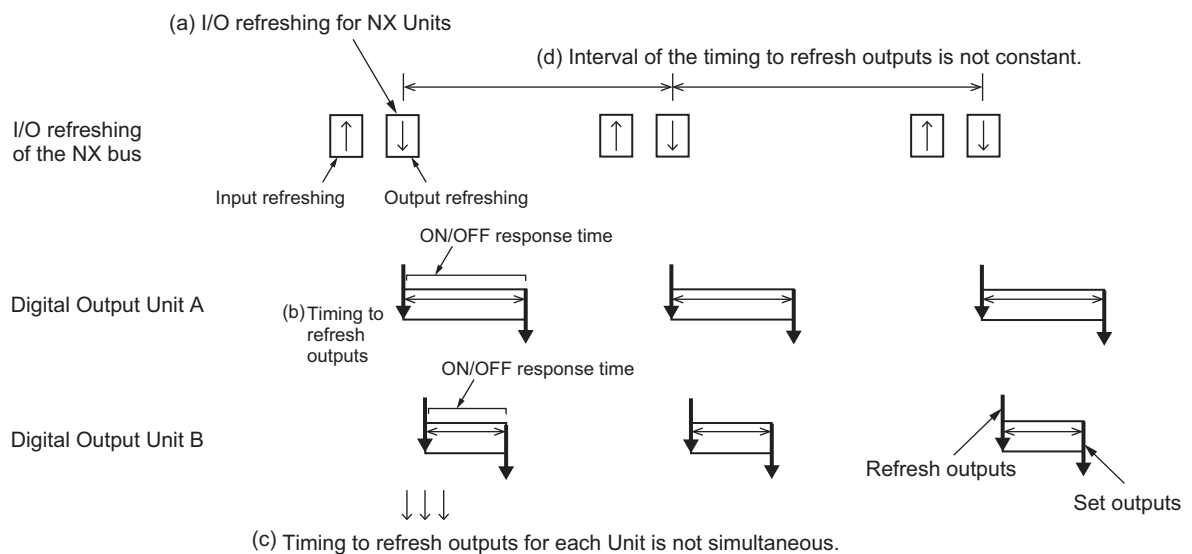 (a) I/O refreshing for NX Units
(d) Interval of the timing to refresh outputs is not constant.
I/O refreshing
of the NX bus
Input refreshing
Output refreshing
ON/OFF response time
Digital Output Unit A
(b) Timing to
refresh
outputs
ON/OFF response time
Digital Output Unit B
Refresh outputs
Set outputs
(c) Timing to refresh outputs for each Unit is not simultaneous.